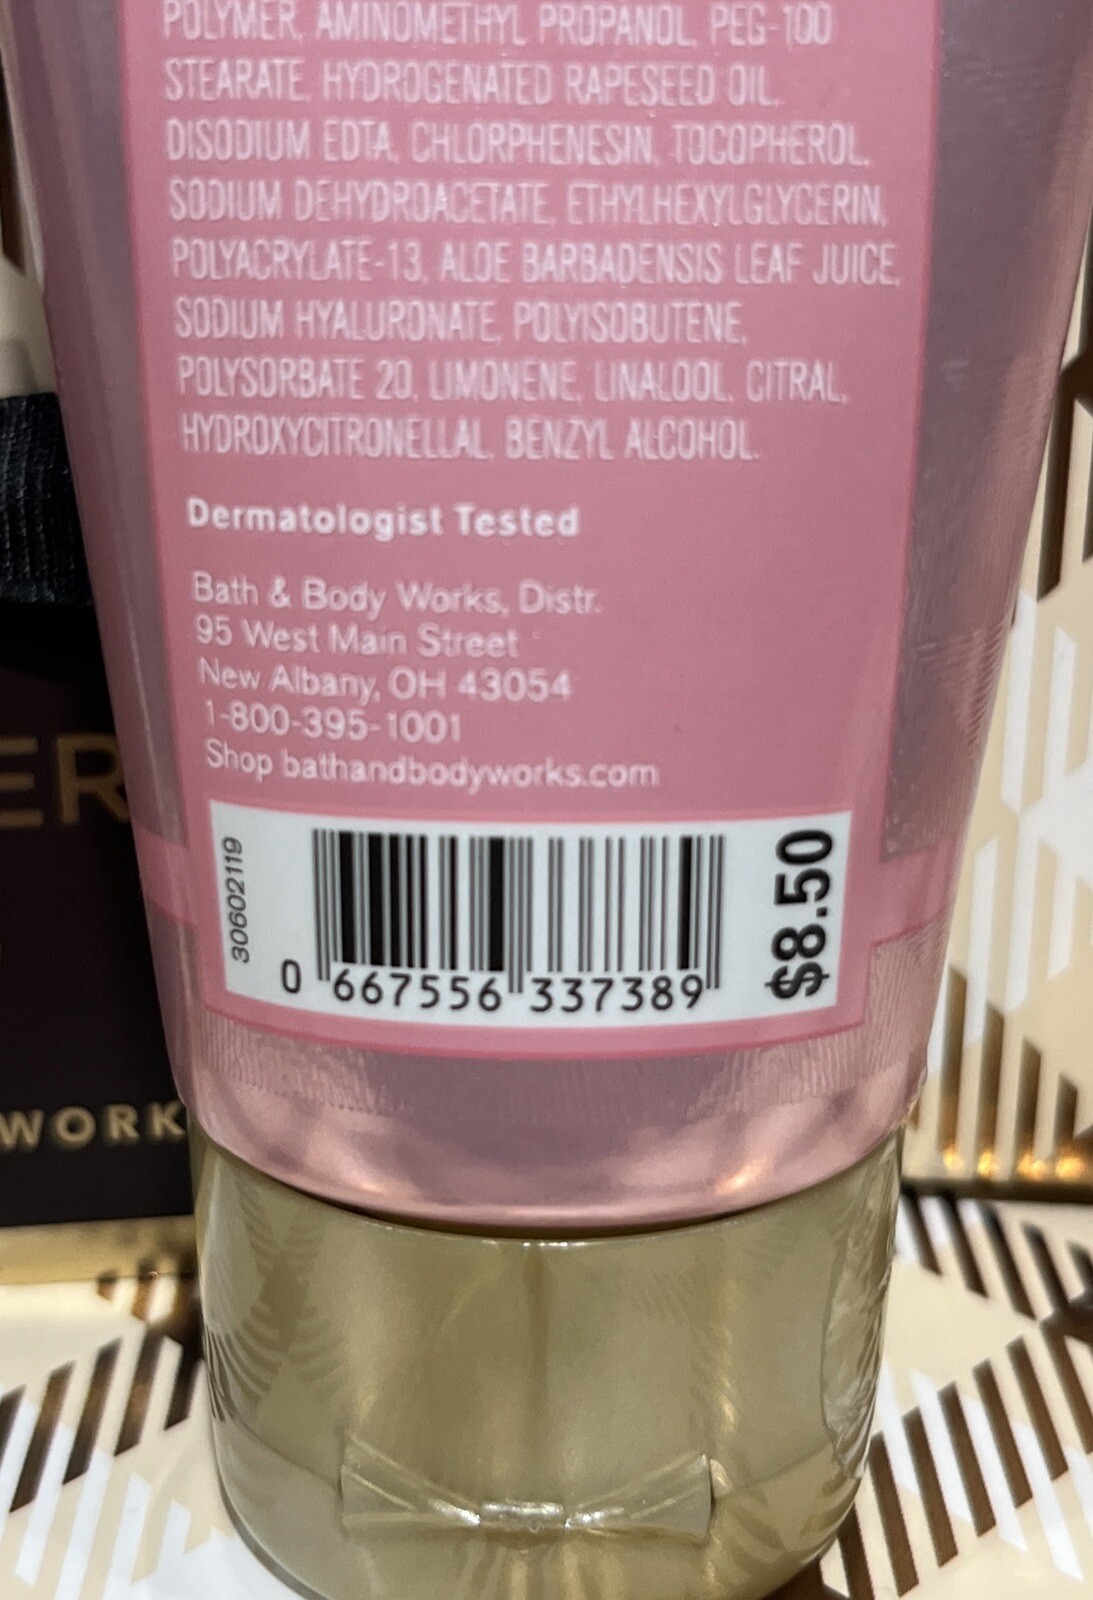 POLYMER, AMINOMETHYL PROPANOL, PEG-100
STEARATE, HYDROGENATED RAPESEED OIL,
DISODIUM EDTA, CHLORPHENESIN, TOCOPHEROL,
SODIUM DEHYDROACETATE, ETHYLHEXYLGLYCERIN,
POLYACRYLATE-13, ALOE BARBADENSIS LEAF JUICE,
SODIUM HYALURONATE, POLYISOBUTENE,
POLYSORBATE 20, LIMONENE, LINALOOL, CITRAL,
HYDROXYCITRONELLAL, BENZYL ALCOHOL.
Dermatologist Tested
Bath & Body Works, Distr.
95 West Main Street
New Albany, OH 43054
1-800-395-1001
Shop bathandbodyworks.com
30602119
0 667556 337389
$8.50
ER
WORK